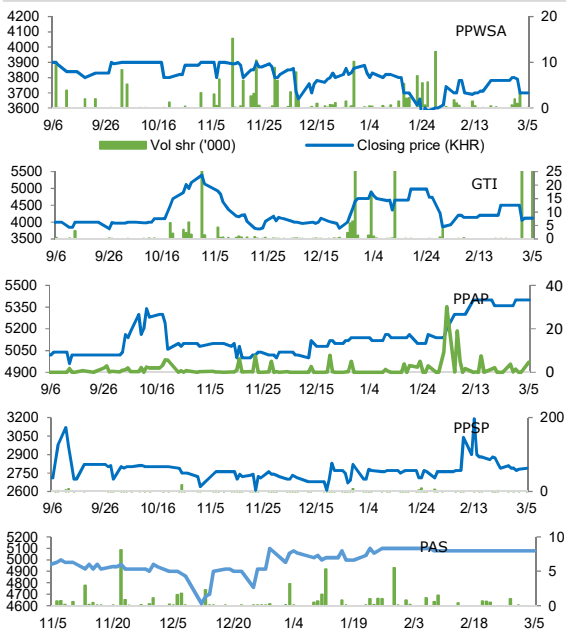 4200 20
4100 PPWSA
4000
3900 10
3800
3700
3600 0
9/6 9/26 10/16 11/5 11/25 12/15 1/4 1/24 2/13 3/5
Vol shr ('000) Closing price (KHR)
5500 25
5000 GTI 20
4500 15
10
4000 5
3500 0
9/6 9/26 10/16 11/5 11/25 12/15 1/4 1/24 2/13 3/5
5500 40
5350 PPAP
5200 20
5050
4900 0
9/6 9/26 10/16 11/5 11/25 12/15 1/4 1/24 2/13 3/5
3200 200
3050 PPSP
2900 100
2750
2600 0
9/6 9/26 10/16 11/5 11/25 12/15 1/4 1/24 2/13 3/5
5200 10
5100 PAS
5000
4900 5
4800
4700
4600 0
11/5 11/20 12/5 12/20 1/4 1/19 2/3 2/18 3/5